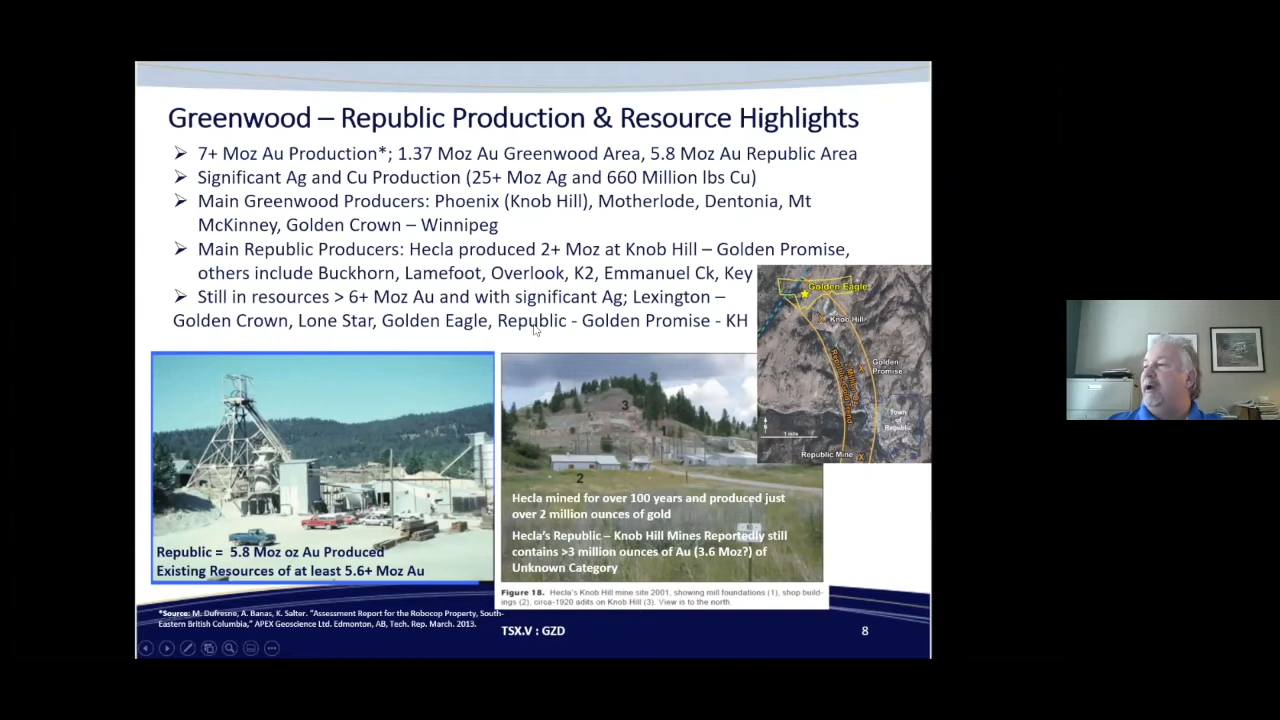 Greenwood – Republic Production & Resource Highlights
➢ 7+ Moz Au Production*; 1.37 Moz Au Greenwood Area, 5.8 Moz Au Republic Area
➢ Significant Ag and Cu Production (25+ Moz Ag and 660 Million lbs Cu)
➢ Main Greenwood Producers: Phoenix (Knob Hill), Motherlode, Dentonia, Mt
McKinney, Golden Crown – Winnipeg
➢ Main Republic Producers: Hecla produced 2+ Moz at Knob Hill – Golden Promise,
others include Buckhorn, Lamefoot, Overlook, K2, Emmanuel Ck, Key
➢ Still in resources > 6+ Moz Au and with significant Ag; Lexington –
Golden Crown, Lone Star, Golden Eagle, Republic - Golden Promise - KH
Golden Eagle
Knob Hill
Golden
Promise
Republic Gold Trend
Town
of
Republic
1 mile
Republic Mine
3
1
2
Hecla mined for over 100 years and produced just
over 2 million ounces of gold
Hecla's Republic – Knob Hill Mines Reportedly still
contains >3 million ounces of Au (3.6 Moz?) of
Unknown Category
Republic = 5.8 Moz oz Au Produced
Existing Resources of at least 5.6+ Moz Au
Figure 18. Hecla's Knob Hill mine site 2001, showing mill foundations (1), shop build-
ings (2), circa-1920 adits on Knob Hill (3). View is to the north.
*Source: M. Dufresne, A. Banas, K. Salter. "Assessment Report for the Robocop Property, South-
Eastern British Columbia," APEX Geoscience Ltd. Edmonton, AB, Tech. Rep. March. 2013.
TSX.V : GZD
8